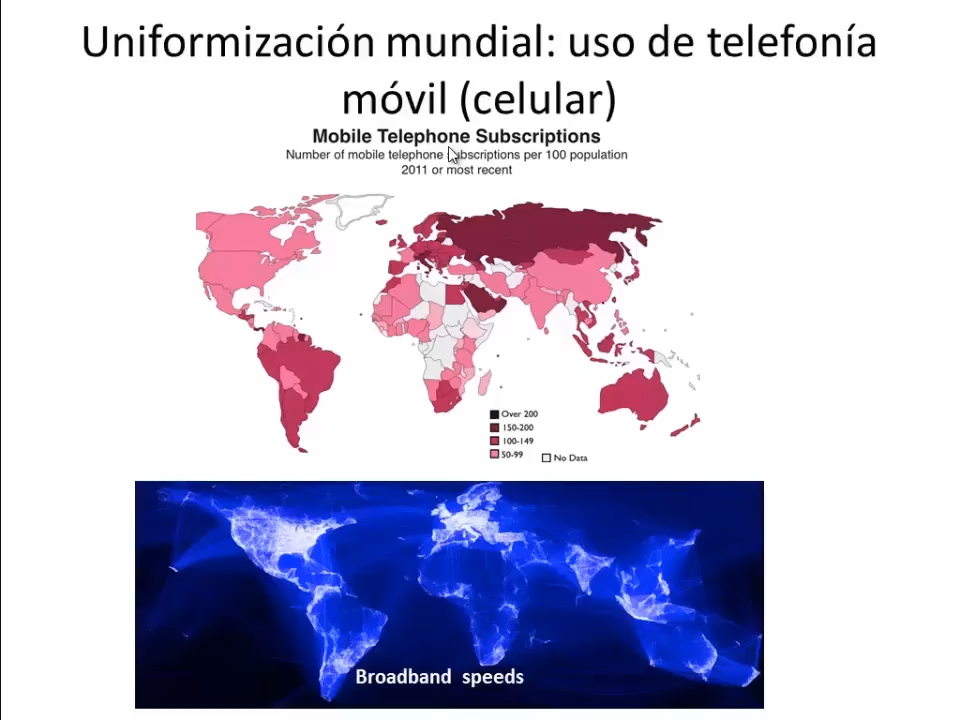 Uniformización mundial: uso de telefonía
móvil (celular)
Mobile Telephone Subscriptions
Number of mobile telephone subscriptions per 100 population
2011 or most recent
Over 200
150-200
100-149
50-99
No Data
Broadband speeds